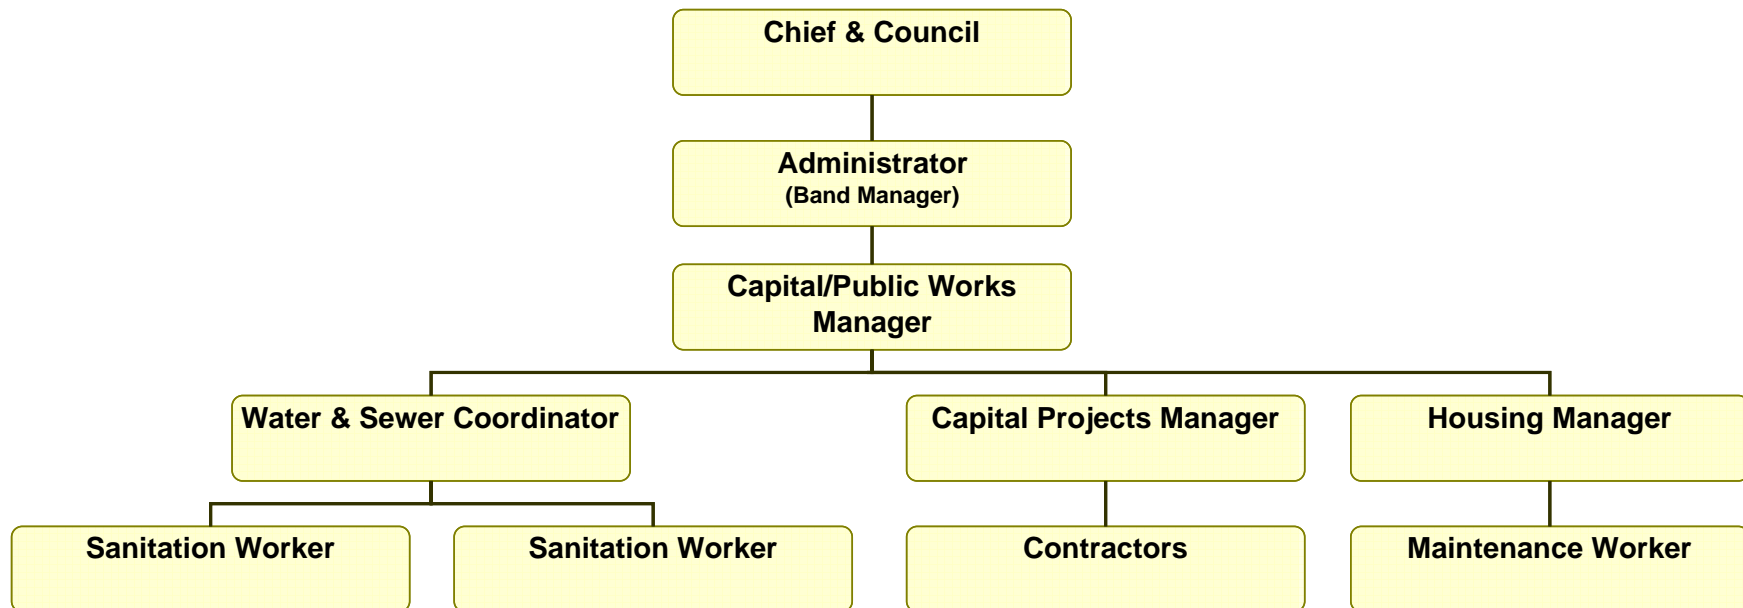 Chief & Council
Administrator
(Band Manager)
Capital/Public Works
Manager
Water & Sewer Coordinator
Capital Projects Manager
Housing Manager
Sanitation Worker
Sanitation Worker
Contractors
Maintenance Worker